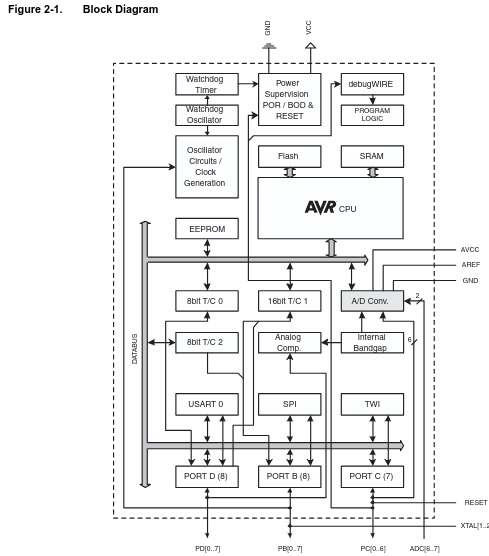 Figure 2-1. Block Diagram
GND
VCC
Watchdog
Timer
Watchdog
Oscillator
Oscillator
Circuits /
Clock
Generation
Power
Supervision
POR / BOD &
RESET
debugWIRE
PROGRAM
LOGIC
Flash
SRAM
AVR CPU
EEPROM
AVCC
AREF
GND
DATABUS
8bit T/C 0
16bit T/C 1
A/D Conv.
2
8bit T/C 2
Analog
Comp.
Internal
Bandgap
6
USART 0
SPI
TWI
PORT D (8)
PORT B (8)
PORT C (7)
RESET
XTAL[1..2
PD[0..7]
PB[0..7]
PC[0..6]
ADC[6..7]